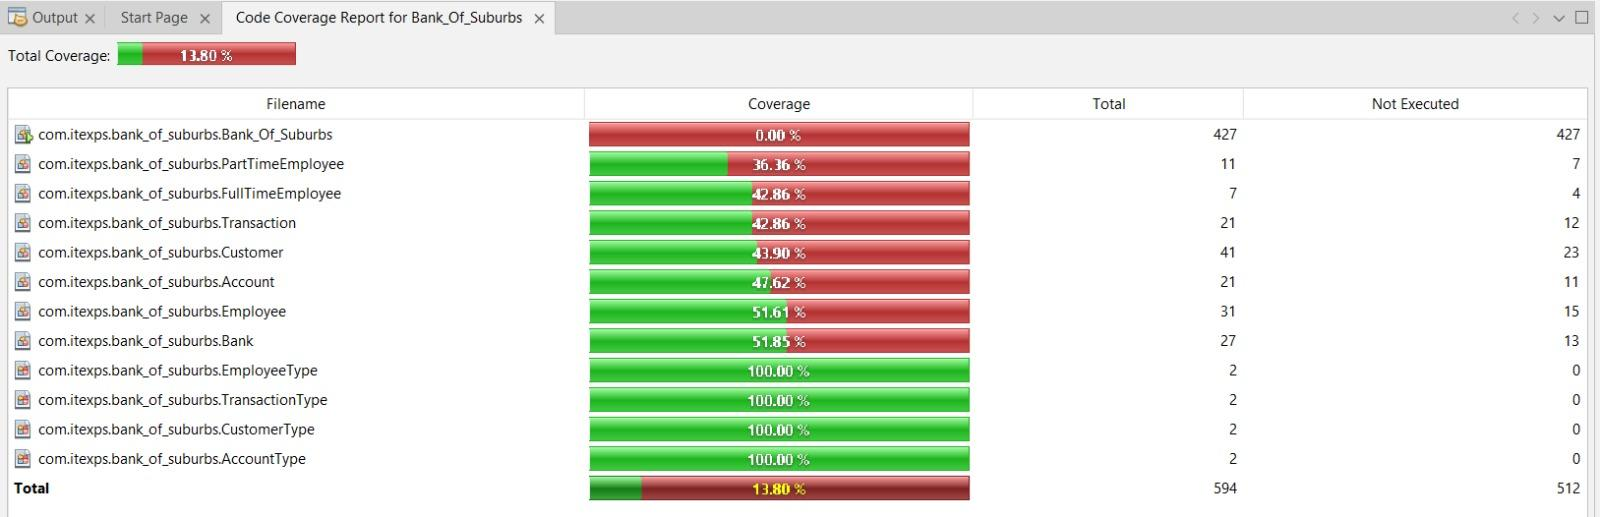 Output Start Page Code Coverage Report for Bank_Of_Suburbs
Total Coverage: 13.80 %
Filename Coverage Total Not Executed
com.itexps.bank_of_suburbs.Bank_Of_Suburbs 0.00 % 427 427
com.itexps.bank_of_suburbs.PartTimeEmployee 36.36 % 11 7
com.itexps.bank_of_suburbs.FullTimeEmployee 42.86 % 7 4
com.itexps.bank_of_suburbs.Transaction 42.86 % 21 12
com.itexps.bank_of_suburbs.Customer 43.90 % 41 23
com.itexps.bank_of_suburbs.Account 47.62 % 21 11
com.itexps.bank_of_suburbs.Employee 51.61 % 31 15
com.itexps.bank_of_suburbs.Bank 51.85 % 27 13
com.itexps.bank_of_suburbs.EmployeeType 100.00 % 2 0
com.itexps.bank_of_suburbs.TransactionType 100.00 % 2 0
com.itexps.bank_of_suburbs.CustomerType 100.00 % 2 0
com.itexps.bank_of_suburbs.AccountType 100.00 % 2 0
Total 13.80 % 594 512